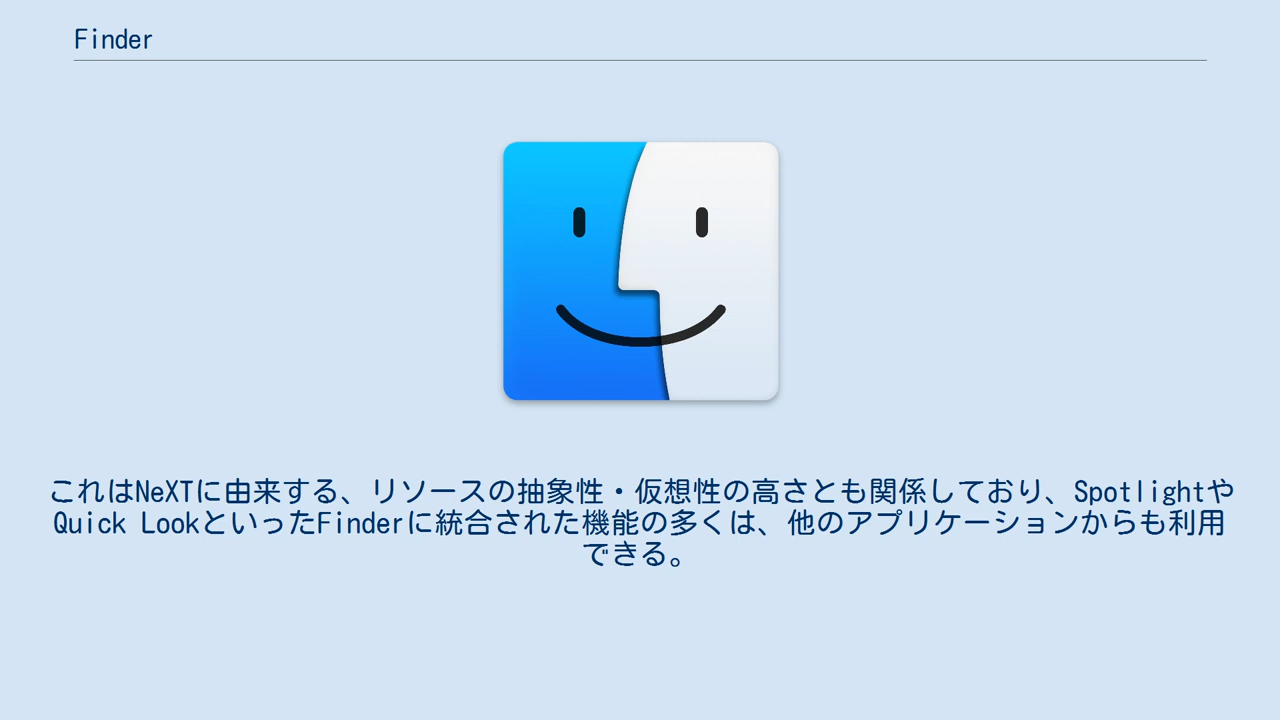 Finder
これはNeXTに由来する、リソースの抽象性・仮想性の高さとも関係しており、Spotlightや
Quick LookといったFinderに統合された機能の多くは、他のアプリケーションからも利用
できる。